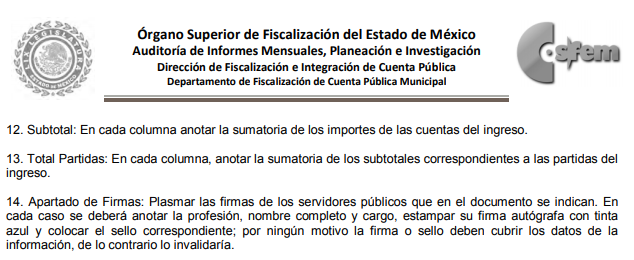 Órgano Superior de Fiscalización del Estado de México
Auditoría de Informes Mensuales, Planeación e Investigación
Dirección de Fiscalización e Integración de Cuenta Pública
Departamento de Fiscalización de Cuenta Pública Municipal
osfem
12. Subtotal: En cada columna anotar la sumatoria de los importes de las cuentas del ingreso.
13. Total Partidas: En cada columna, anotar la sumatoria de los subtotales correspondientes a las partidas del
ingreso.
14. Apartado de Firmas: Plasmar las firmas de los servidores públicos que en el documento se indican. En
cada caso se deberá anotar la profesión, nombre completo y cargo, estampar su firma autógrafa con tinta
azul y colocar el sello correspondiente; por ningún motivo la firma o sello deben cubrir los datos de la
información, de lo contrario lo invalidaría.